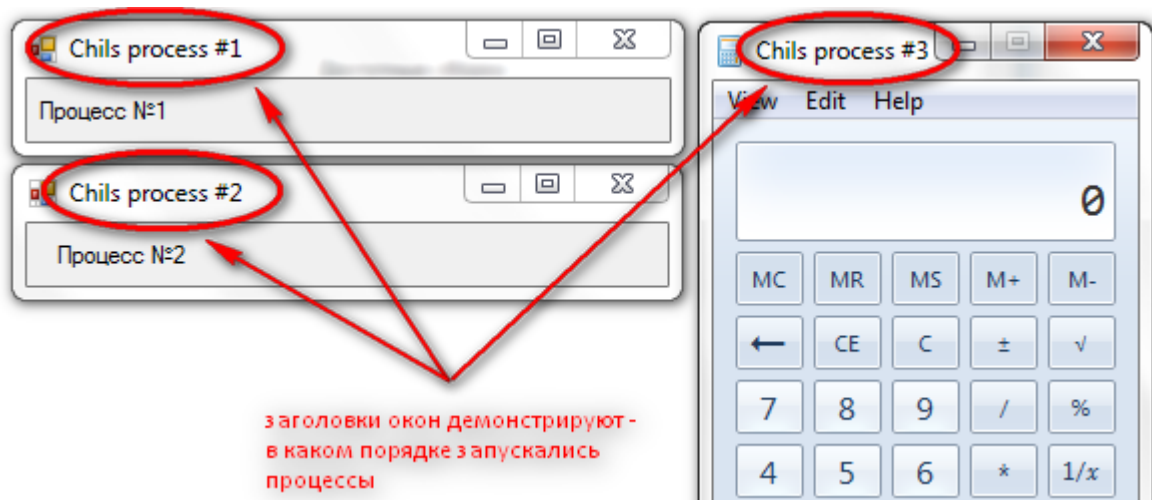 Chils process #1
Процесс №1
Chils process #2
Процесс №2
заголовки окон демонстрируют -
в каком порядке запускались
процессы
Chils process #3
View Edit Help
0
MC MR MS M+ M-
← CE C ± √
7 8 9 / %
4 5 6 * 1/x